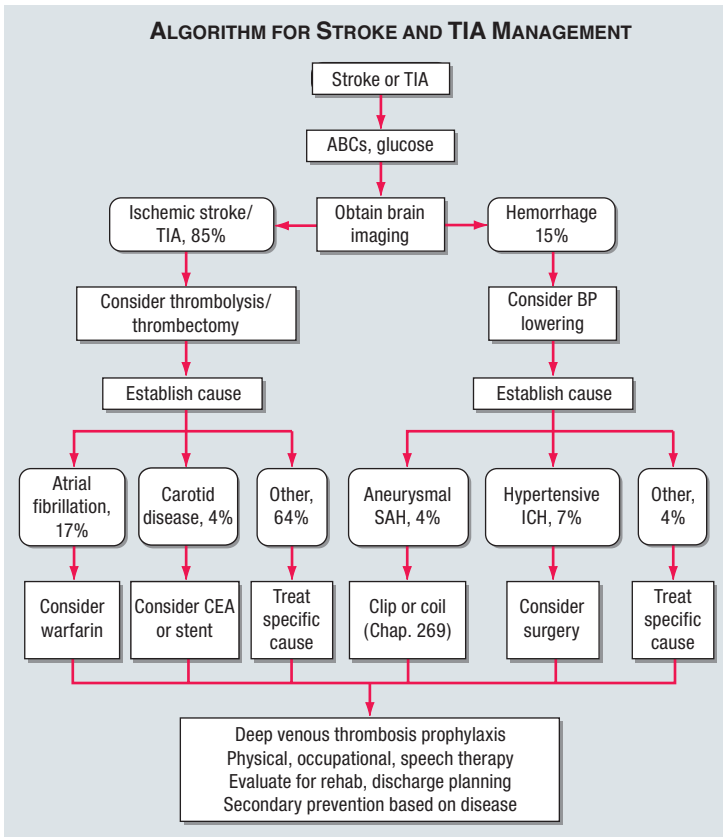 ALGORITHM FOR STROKE AND TIA MANAGEMENT
Stroke or TIA
ABCs, glucose
Obtain brain
imaging
Ischemic stroke/
TIA, 85%
Hemorrhage
15%
Consider thrombolysis/
thrombectomy
Consider BP
lowering
Establish cause
Establish cause
Atrial
fibrillation,
17%
Carotid
disease, 4%
Other,
64%
Aneurysmal
SAH, 4%
Hypertensive
ICH, 7%
Other,
4%
Consider
warfarin
Consider CEA
or stent
Treat
specific
cause
Clip or coil
(Chap. 269)
Consider
surgery
Treat
specific
cause
Deep venous thrombosis prophylaxis
Physical, occupational, speech therapy
Evaluate for rehab, discharge planning
Secondary prevention based on disease